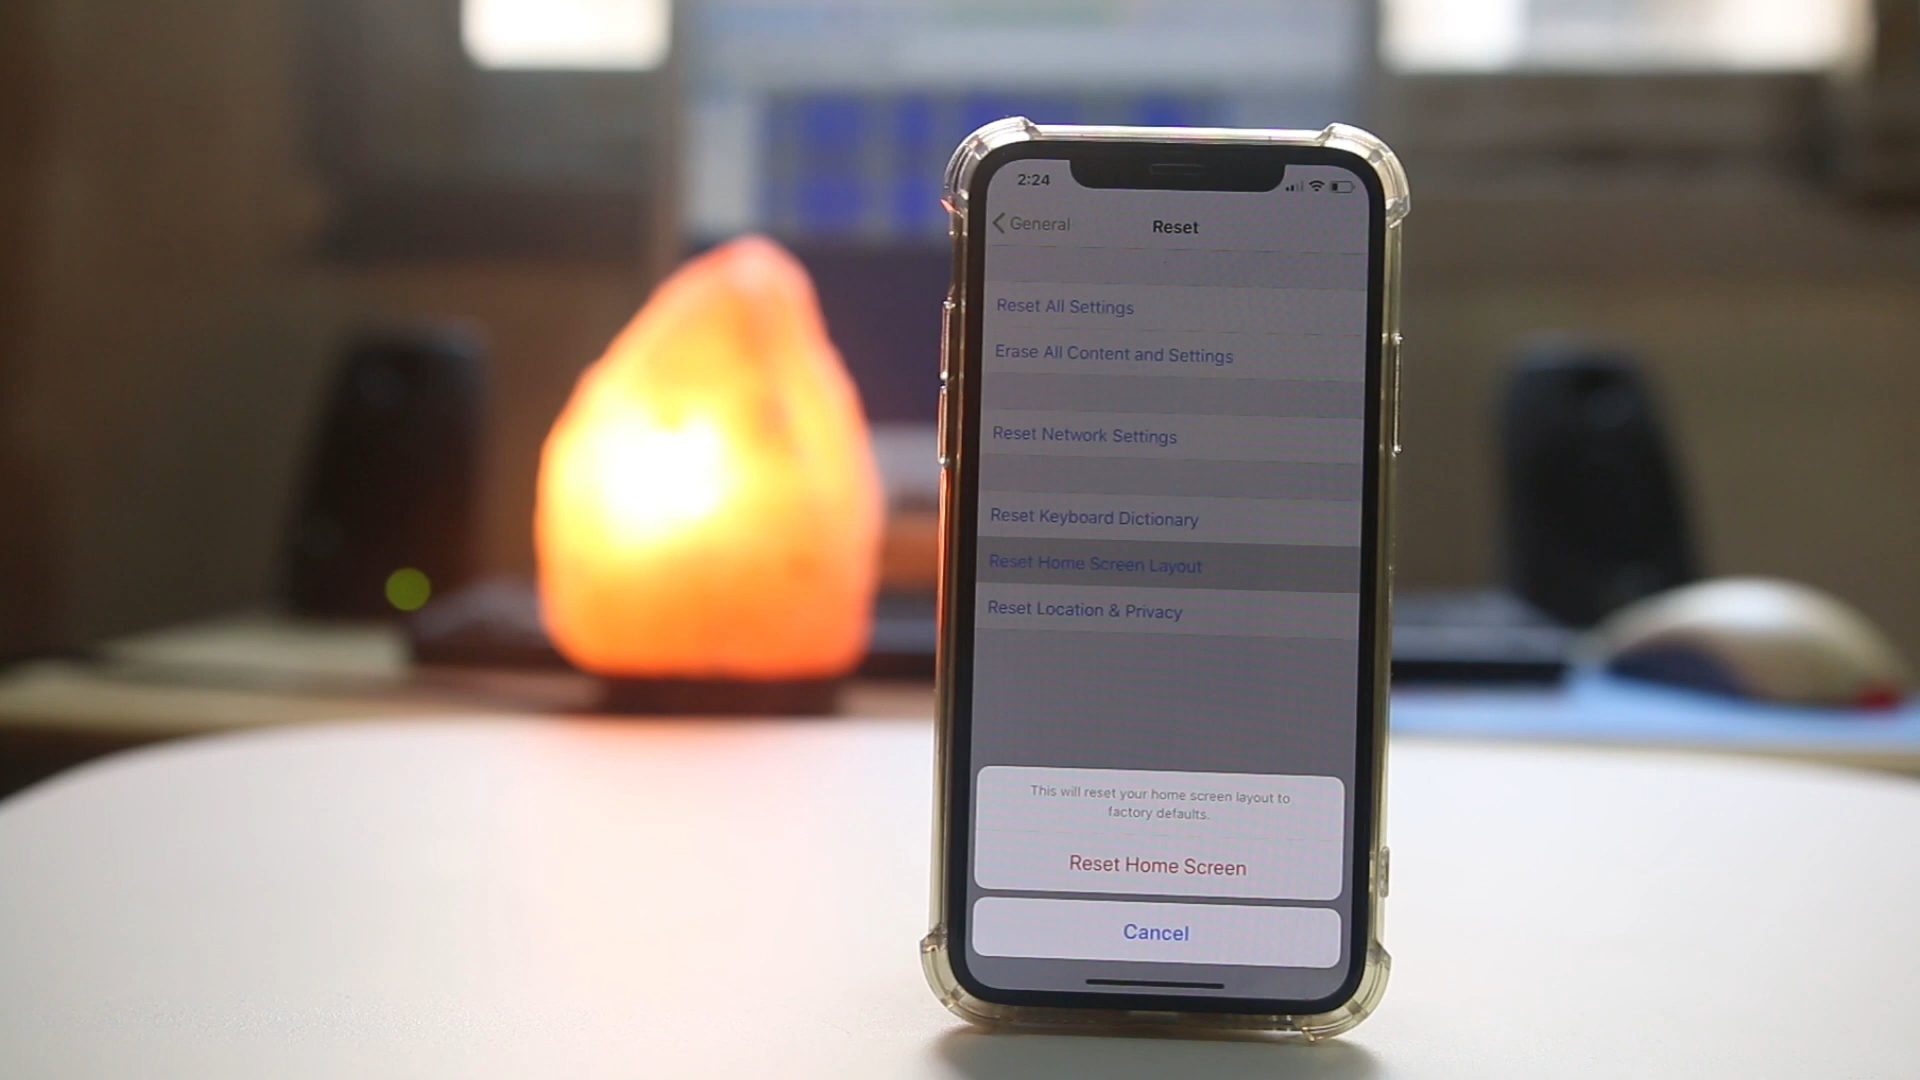 2:24
General
Reset
Reset All Settings
Erase All Content and Settings
Reset Network Settings
Reset Keyboard Dictionary
Reset Home Screen Layout
Reset Location & Privacy
This will reset your home screen layout to
factory defaults.
Reset Home Screen
Cancel